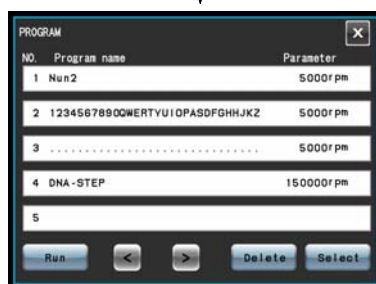 PROGRAM X
NO. Program name Parameter
1 Nun2 5000rpm
2 1234567890QWERTYUIOPASDFGHHJKZ 5000rpm
3 .............................. 5000rpm
4 DNA-STEP 150000rpm
5
Run < > Delete Select